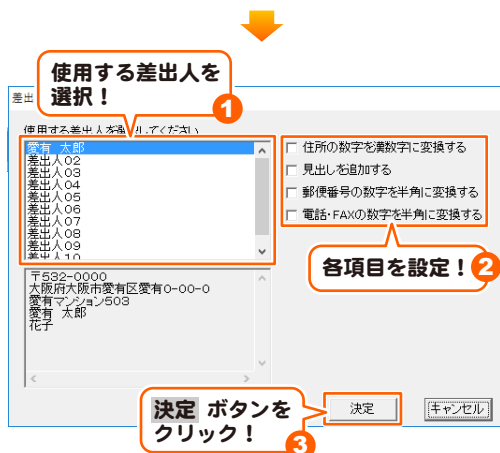 使用する差出人を
選択！
1
差出
使用する差出人を選択してください
愛有 太郎
差出人02
差出人03
差出人04
差出人05
差出人06
差出人07
差出人08
差出人09
差出人10
住所の数字を漢数字に変換する
見出しを追加する
郵便番号の数字を半角に変換する
電話・FAXの数字を半角に変換する
各項目を設定！
2
〒532-0000
大阪府大阪市愛有区愛有0-00-0
愛有マンション503
愛有 太郎
花子
決定 ボタンを
クリック！
3
決定
キャンセル